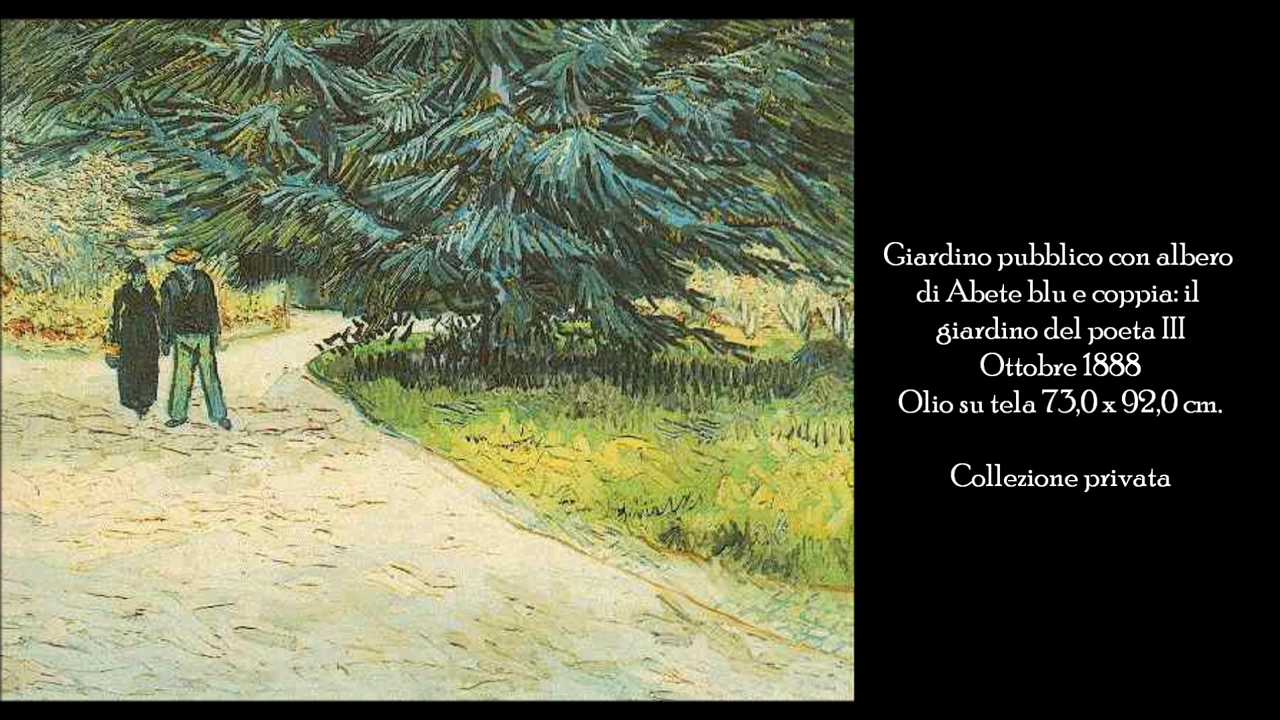 Giardino pubblico con albero
di Abete blu e coppia: il
giardino del poeta III
Ottobre 1888
Olio su tela 73,0 x 92,0 cm.
Collezione privata